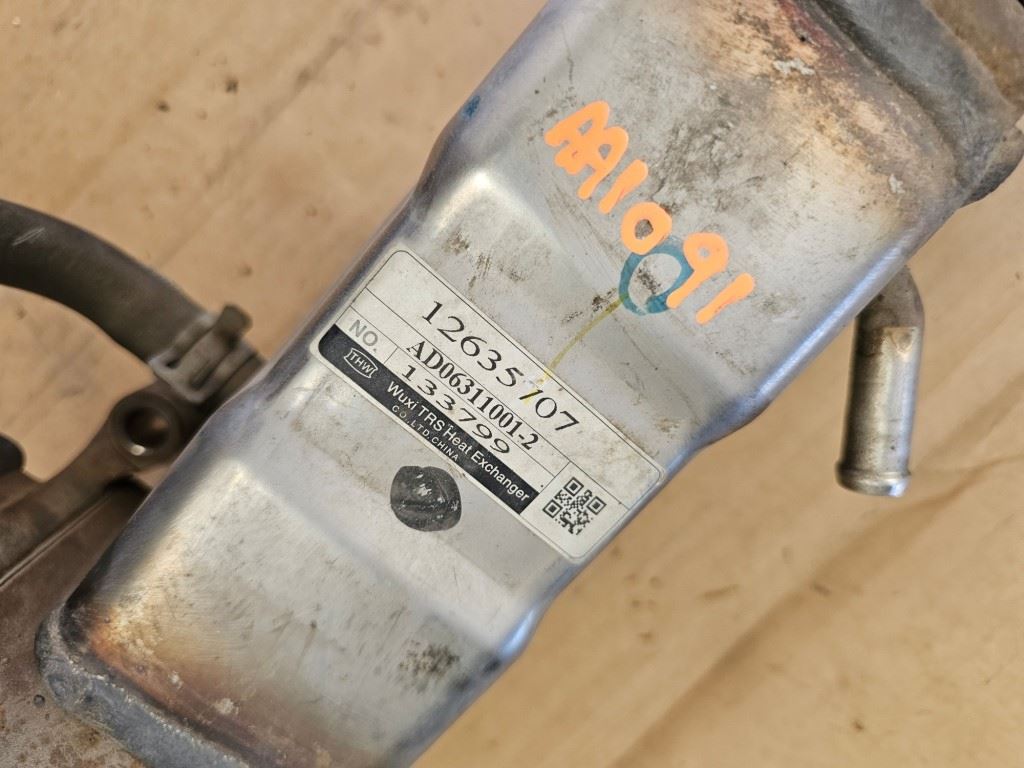 AA1091
12635707
AD06311001-2
NO. 133799
THW Wuxi TRS Heat Exchanger
CO.,LTD.CHINA